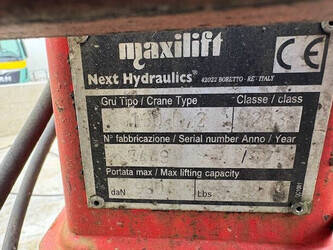 maxilift
CE
Next Hydraulics 42022 BORETTO - RE - ITALY
Gru Tipo / Crane Type Classe / class
N° fabbricazione / Serial number Anno / Year
Portata max / Max lifting capacity
daN Lbs